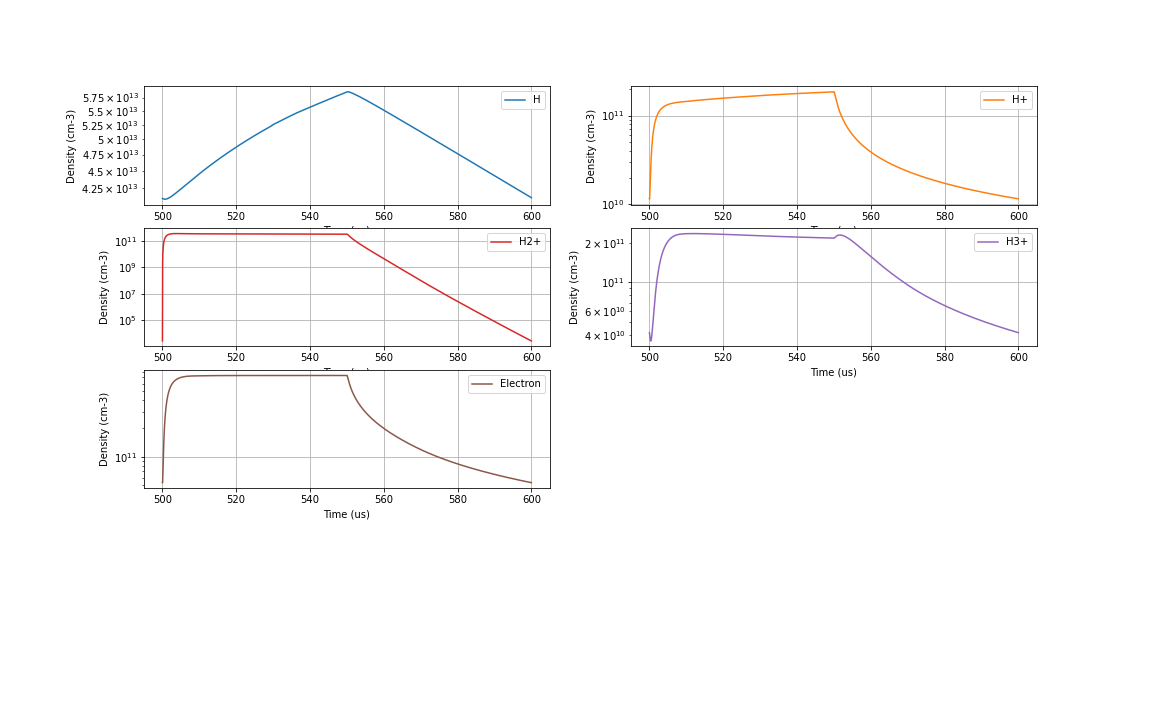 Density (cm-3)
5.75 × 10^13
5.5 × 10^13
5.25 × 10^13
5 × 10^13
4.75 × 10^13
4.5 × 10^13
4.25 × 10^13
H
500 520 540 560 580 600
Density (cm-3)
10^11
10^10
H+
500 520 540 560 580 600
Density (cm-3)
10^11
10^9
10^7
10^5
H2+
500 520 540 560 580 600
Density (cm-3)
2 × 10^11
10^11
6 × 10^10
4 × 10^10
H3+
500 520 540 560 580 600
Time (us)
Density (cm-3)
10^11
Electron
500 520 540 560 580 600
Time (us)